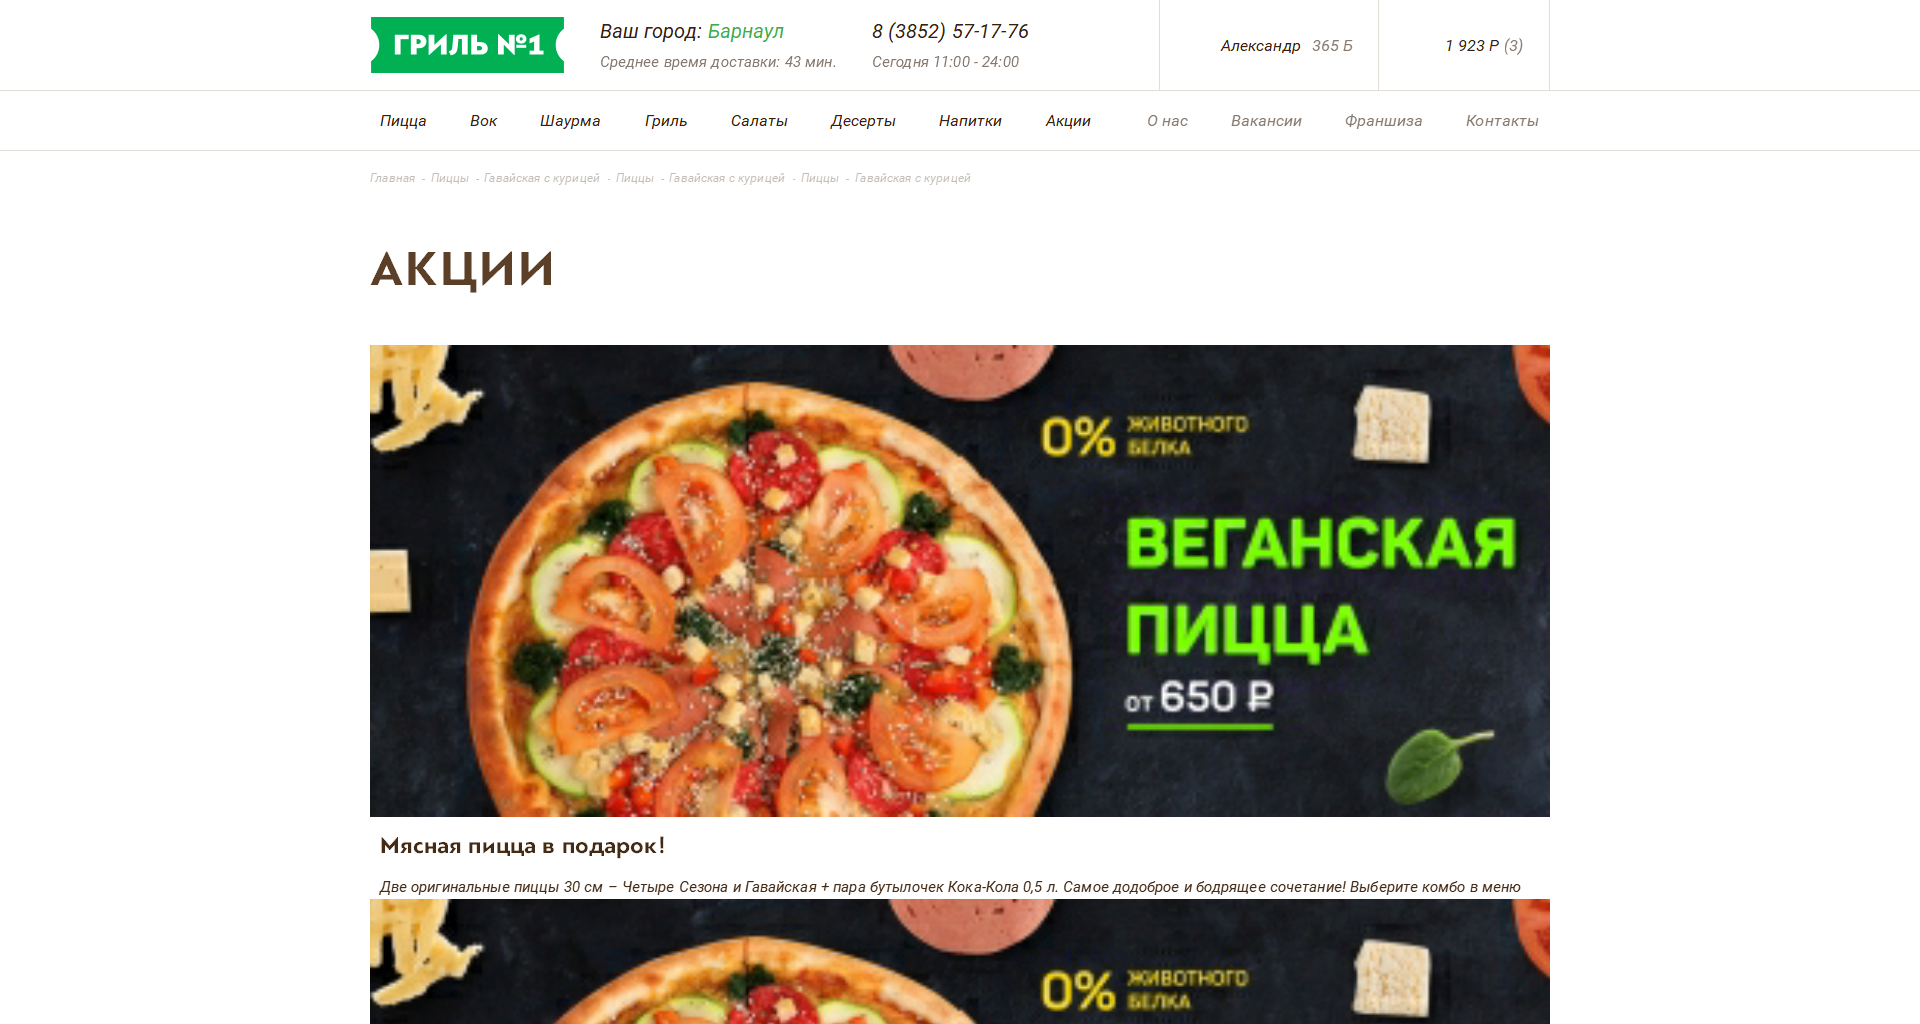 ГРИЛЬ №1
Ваш город: Барнаул
Среднее время доставки: 43 мин.
8 (3852) 57-17-76
Сегодня 11:00 - 24:00
Александр 365 Б
1 923 Р (3)
Пицца Вок Шаурма Гриль Салаты Десерты Напитки Акции О нас Вакансии Франшиза Контакты
Главная - Пиццы - Гавайская с курицей - Пиццы - Гавайская с курицей - Пиццы - Гавайская с курицей
АКЦИИ
0% ЖИВОТНОГО
БЕЛКА
ВЕГАНСКАЯ
ПИЦЦА
от 650 ₽
Мясная пицца в подарок!
Две оригинальные пиццы 30 см – Четыре Сезона и Гавайская + пара бутылочек Кока-Кола 0,5 л. Самое додоброе и бодрящее сочетание! Выберите комбо в меню
0% ЖИВОТНОГО
БЕЛКА